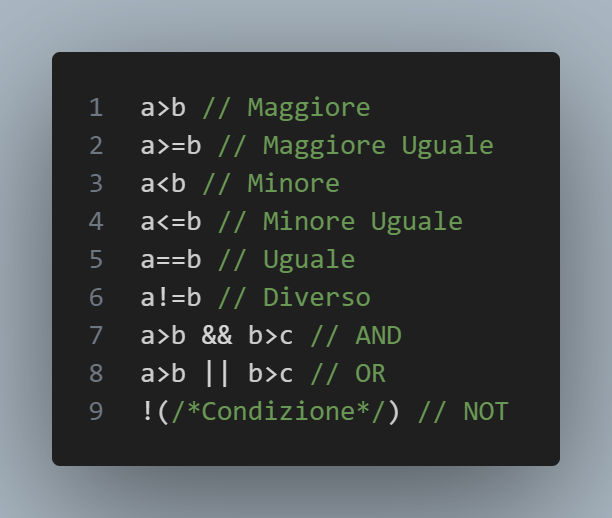 1 a>b // Maggiore
2 a>=b // Maggiore Uguale
3 a<b // Minore
4 a<=b // Minore Uguale
5 a==b // Uguale
6 a!=b // Diverso
7 a>b && b>c // AND
8 a>b || b>c // OR
9 !(/*Condizione*/) // NOT